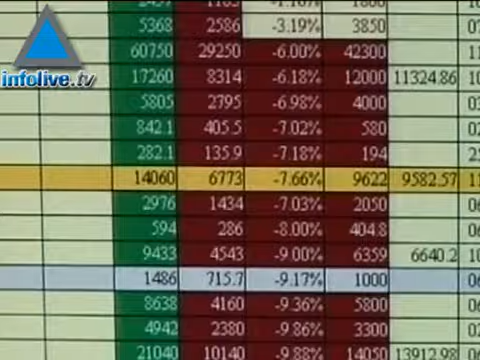 infolive.tv
5368 2586 -3.19% 3850
60750 29250 -6.00% 42300
17260 8314 -6.18% 12000 11324.86
5805 2795 -6.98% 4000
842.1 405.5 -7.02% 580
282.1 135.9 -7.18% 194
14060 6773 -7.66% 9622 9582.57
2976 1434 -7.03% 2050
594 286 -8.00% 404.8
9433 4543 -9.00% 6359 6640.2
1486 715.7 -9.17% 1000
8638 4160 -9.36% 5800
4942 2380 -9.86% 3300
21040 10140 -9.88% 14050 13912.98